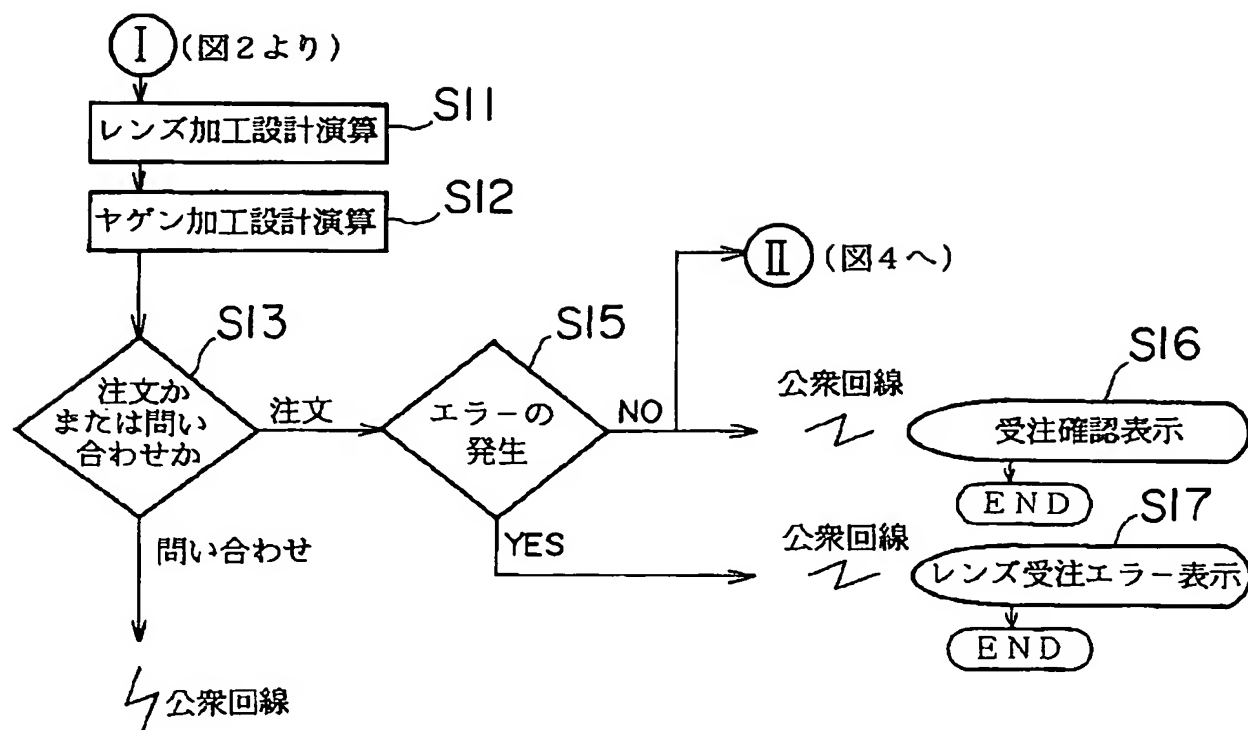 Ⅰ (図2より)
S11
レンズ加工設計演算
S12
ヤゲン加工設計演算
Ⅱ (図4へ)
S13
注文か
または問い
合わせか
注文
S15
エラーの
発生
NO
公衆回線
S16
受注確認表示
END
YES
公衆回線
S17
レンズ受注エラー表示
END
問い合わせ
公衆回線